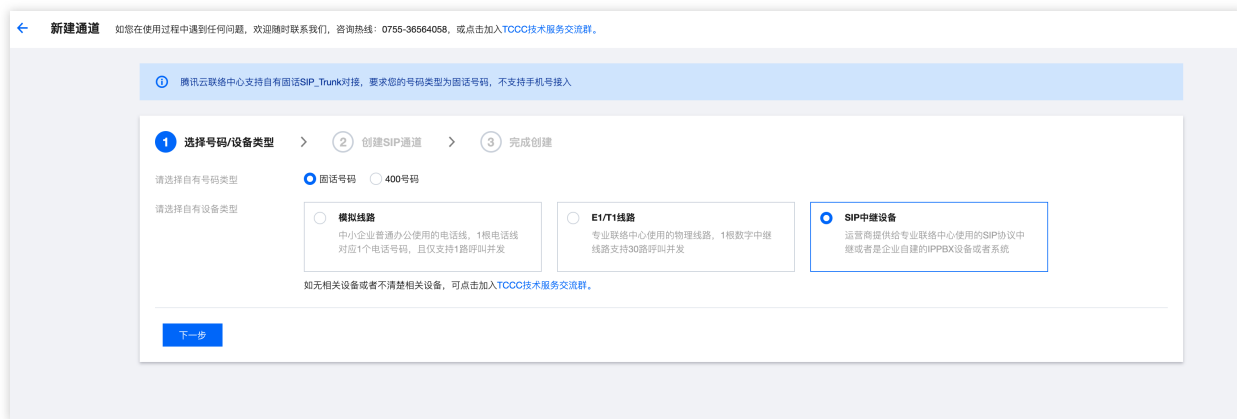 新建通道 如您在使用过程中遇到任何问题，欢迎随时联系我们，咨询热线：0755-36564058，或点击加入TCCC技术服务交流群。
腾讯云联络中心支持自有固话SIP_Trunk对接，要求您的号码类型为固话号码，不支持手机号接入
1 选择号码/设备类型 2 创建SIP通道 3 完成创建
请选择自有号码类型 固话号码 400号码
请选择自有设备类型
模拟线路
中小企业普通办公使用的电话线，1根电话线
对应1个电话号码，且仅支持1路呼叫并发
E1/T1线路
专业联络中心使用的物理线路，1根数字中继
线路支持30路呼叫并发
SIP中继设备
运营商提供给专业联络中心使用的SIP协议中
继或者是企业自建的IPPBX设备或者系统
如无相关设备或者不清楚相关设备，可点击加入TCCC技术服务交流群。
下一步